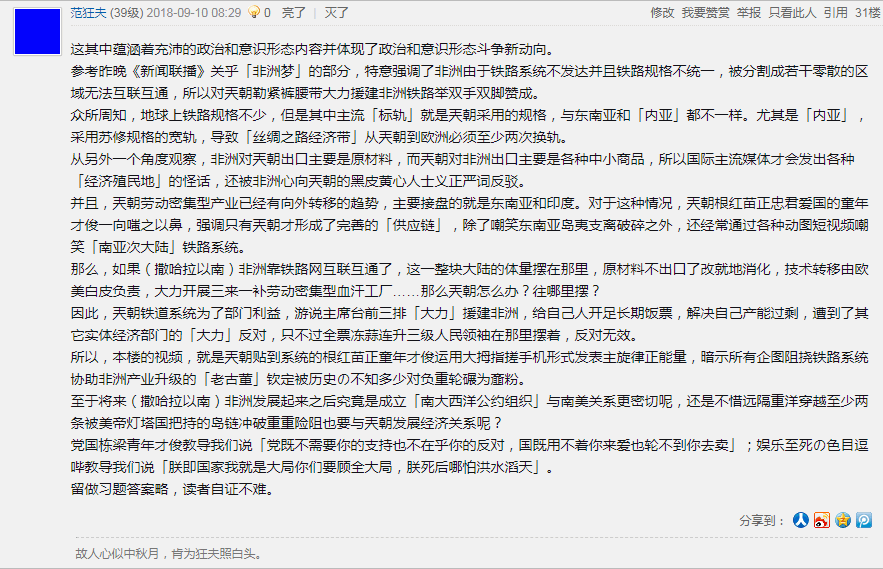 范狂夫 (39级) 2018-09-10 08:29 0 亮了 | 灭了 修改 我要赞赏 举报 只看此人 引用 31楼
这其中蕴涵着充沛的政治和意识形态内容并体现了政治和意识形态斗争新动向。
参考昨晚《新闻联播》关乎「非洲梦」的部分，特意强调了非洲由于铁路系统不发达并且铁路规格不统一，被分割成若干零散的区
域无法互联互通，所以对天朝勒紧裤腰带大力援建非洲铁路举双手双脚赞成。
众所周知，地球上铁路规格不少，但是其中主流「标轨」就是天朝采用的规格，与东南亚和「内亚」都不一样。尤其是「内亚」，
采用苏修规格的宽轨，导致「丝绸之路经济带」从天朝到欧洲必须至少两次换轨。
从另外一个角度观察，非洲对天朝出口主要是原材料，而天朝对非洲出口主要是各种中小商品，所以国际主流媒体才会发出各种
「经济殖民地」的怪话，还被非洲心向天朝的黑皮黄心人士义正严词反驳。
并且，天朝劳动密集型产业已经有向外转移的趋势，主要接盘的就是东南亚和印度。对于这种情况，天朝根红苗正忠君爱国的童年
才俊一向嗤之以鼻，强调只有天朝才形成了完善的「供应链」，除了嘲笑东南亚岛夷支离破碎之外，还经常通过各种动图短视频嘲
笑「南亚次大陆」铁路系统。
那么，如果（撒哈拉以南）非洲靠铁路网互联互通了，这一整块大陆的体量摆在那里，原材料不出口了改就地消化，技术转移由欧
美白皮负责，大力开展三来一补劳动密集型血汗工厂……那么天朝怎么办？往哪里摆？
因此，天朝铁道系统为了部门利益，游说主席台前三排「大力」援建非洲，给自己人开足长期饭票，解决自己产能过剩，遭到了其
它实体经济部门的「大力」反对，只不过全票冻蒜连升三级人民领袖在那里摆着，反对无效。
所以，本楼的视频，就是天朝贴到系统的根红苗正童年才俊运用大拇指搓手机形式发表主旋律正能量，暗示所有企图阻挠铁路系统
协助非洲产业升级的「老古董」钦定被历史の不知多少对负重轮碾为齑粉。
至于将来（撒哈拉以南）非洲发展起来之后究竟是成立「南大西洋公约组织」与南美关系更密切呢，还是不惜远隔重洋穿越至少两
条被美帝灯塔国把持的岛链冲破重重险阻也要与天朝发展经济关系呢？
党国栋梁青年才俊教导我们说「党既不需要你的支持也不在乎你的反对，国既用不着你来爱也轮不到你去卖」；娱乐至死の色目逗
哔教导我们说「朕即国家我就是大局你们要顾全大局，朕死后哪怕洪水滔天」。
留做习题答案略，读者自证不难。
分享到：
故人心似中秋月，肯为狂夫照白头。